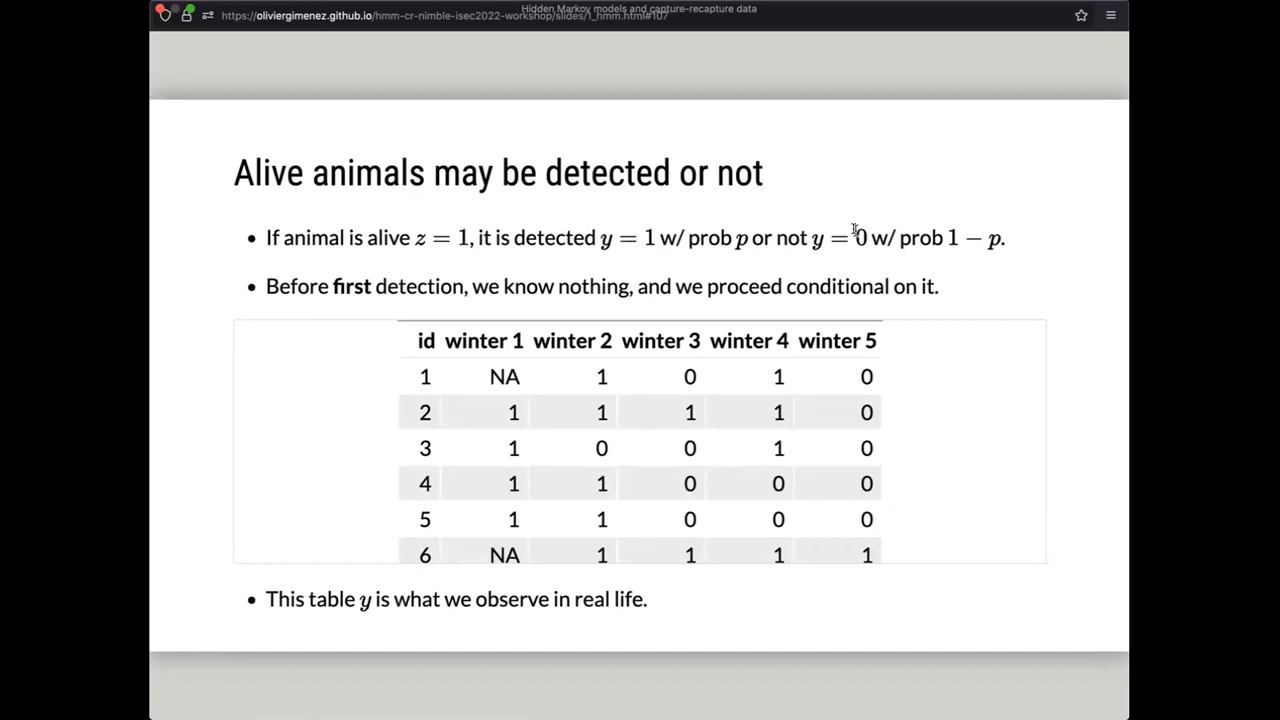 Hidden Markov models and capture-recapture data
https://oliviergimenez.github.io/hmm-cr-nimble-isec2022-workshop/slides/1_hmm.html#107
Alive animals may be detected or not
• If animal is alive z = 1, it is detected y = 1 w/ prob p or not y = 0 w/ prob 1 − p.
• Before first detection, we know nothing, and we proceed conditional on it.
id winter 1 winter 2 winter 3 winter 4 winter 5
1 NA 1 0 1 0
2 1 1 1 1 0
3 1 0 0 1 0
4 1 1 0 0 0
5 1 1 0 0 0
6 NA 1 1 1 1
• This table y is what we observe in real life.